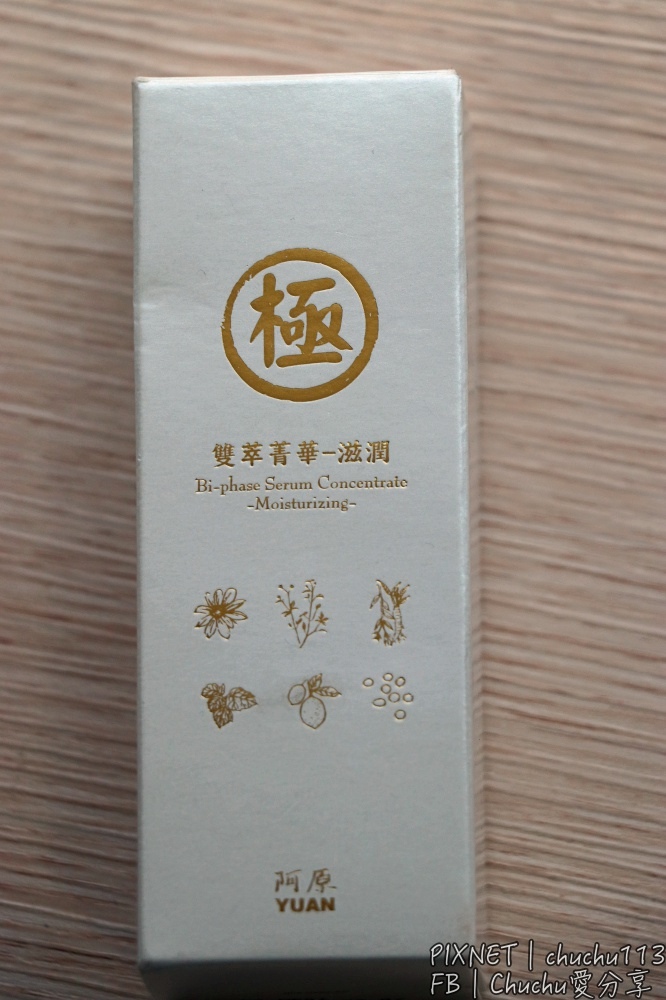 極
雙萃菁華-滋潤
Bi-phase Serum Concentrate
-Moisturizing-
阿原
YUAN
PIXNET | chuchu113
FB | Chuchu愛分享